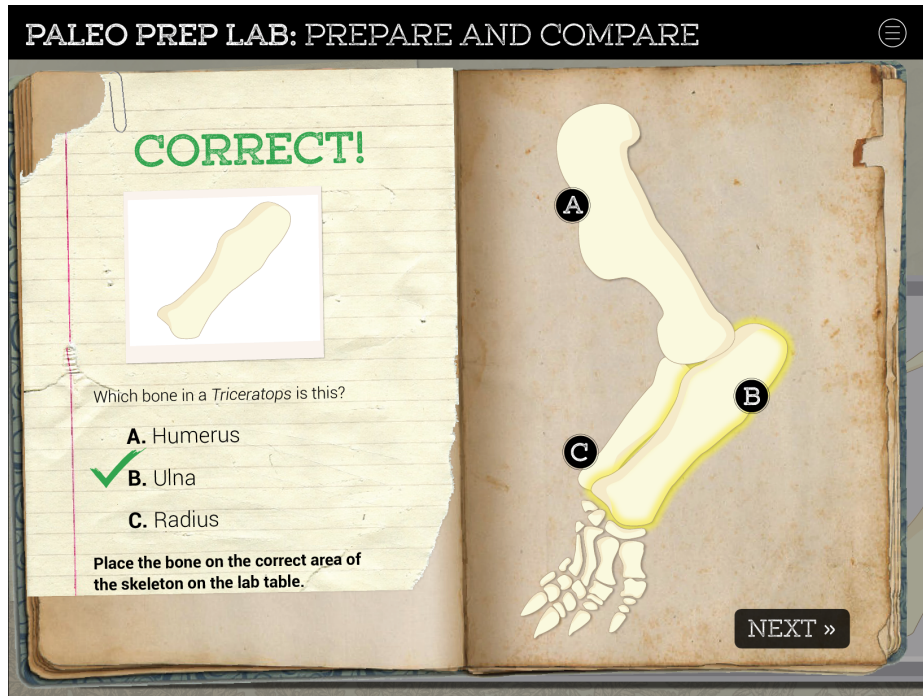 PALEO PREP LAB: PREPARE AND COMPARE
CORRECT!
Which bone in a Triceratops is this?
A. Humerus
B. Ulna
C. Radius
Place the bone on the correct area of
the skeleton on the lab table.
A
B
C
NEXT »